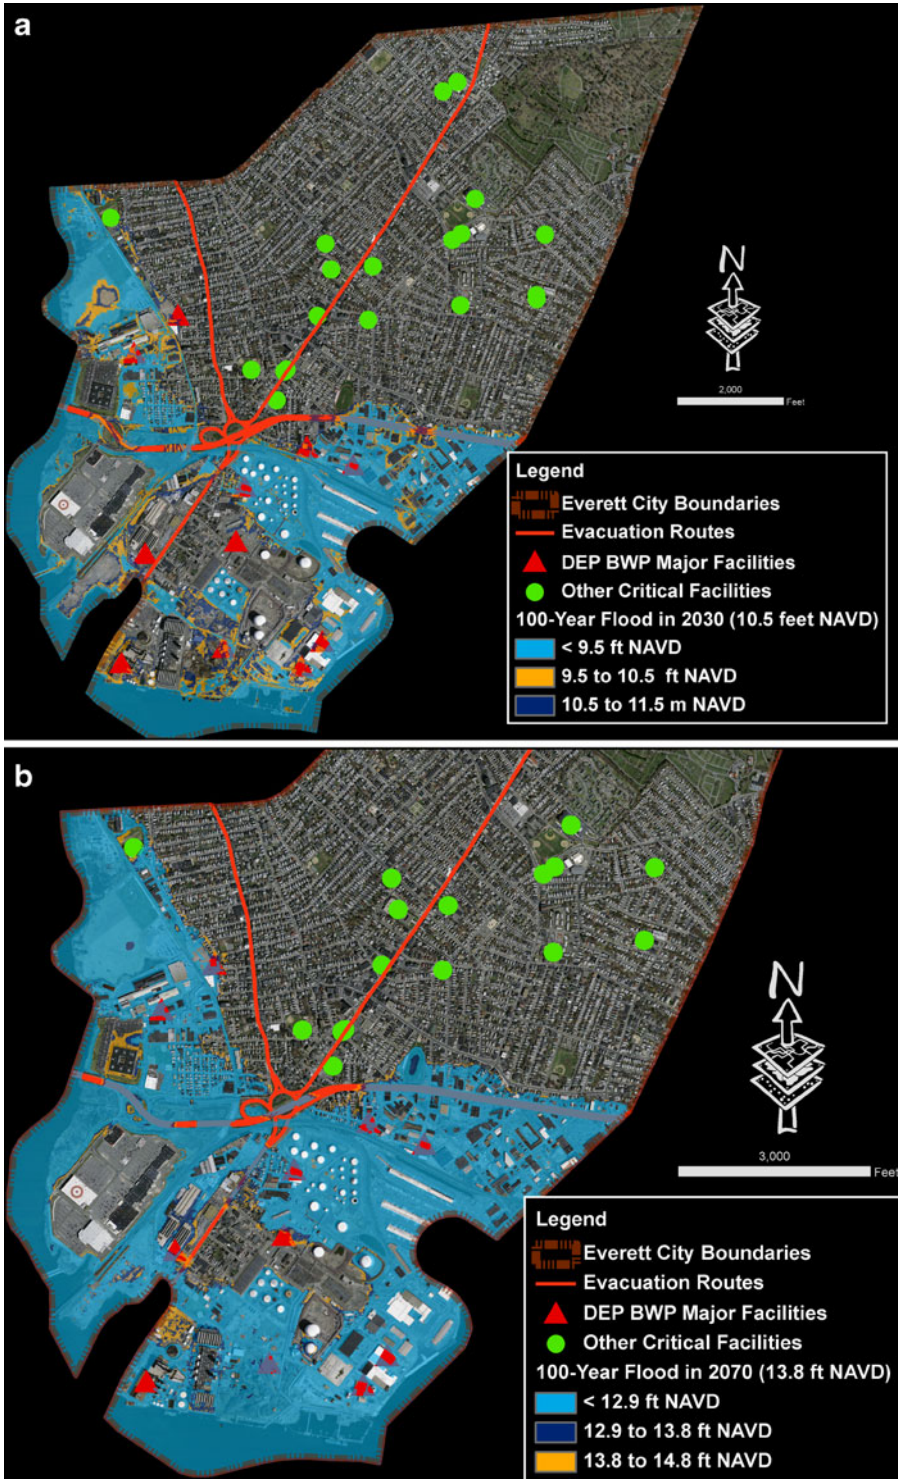 a
N
2,000
Feet
Legend
Everett City Boundaries
Evacuation Routes
DEP BWP Major Facilities
Other Critical Facilities
100-Year Flood in 2030 (10.5 feet NAVD)
< 9.5 ft NAVD
9.5 to 10.5 ft NAVD
10.5 to 11.5 m NAVD
b
N
3,000
Feet
Legend
Everett City Boundaries
Evacuation Routes
DEP BWP Major Facilities
Other Critical Facilities
100-Year Flood in 2070 (13.8 ft NAVD)
< 12.9 ft NAVD
12.9 to 13.8 ft NAVD
13.8 to 14.8 m NAVD